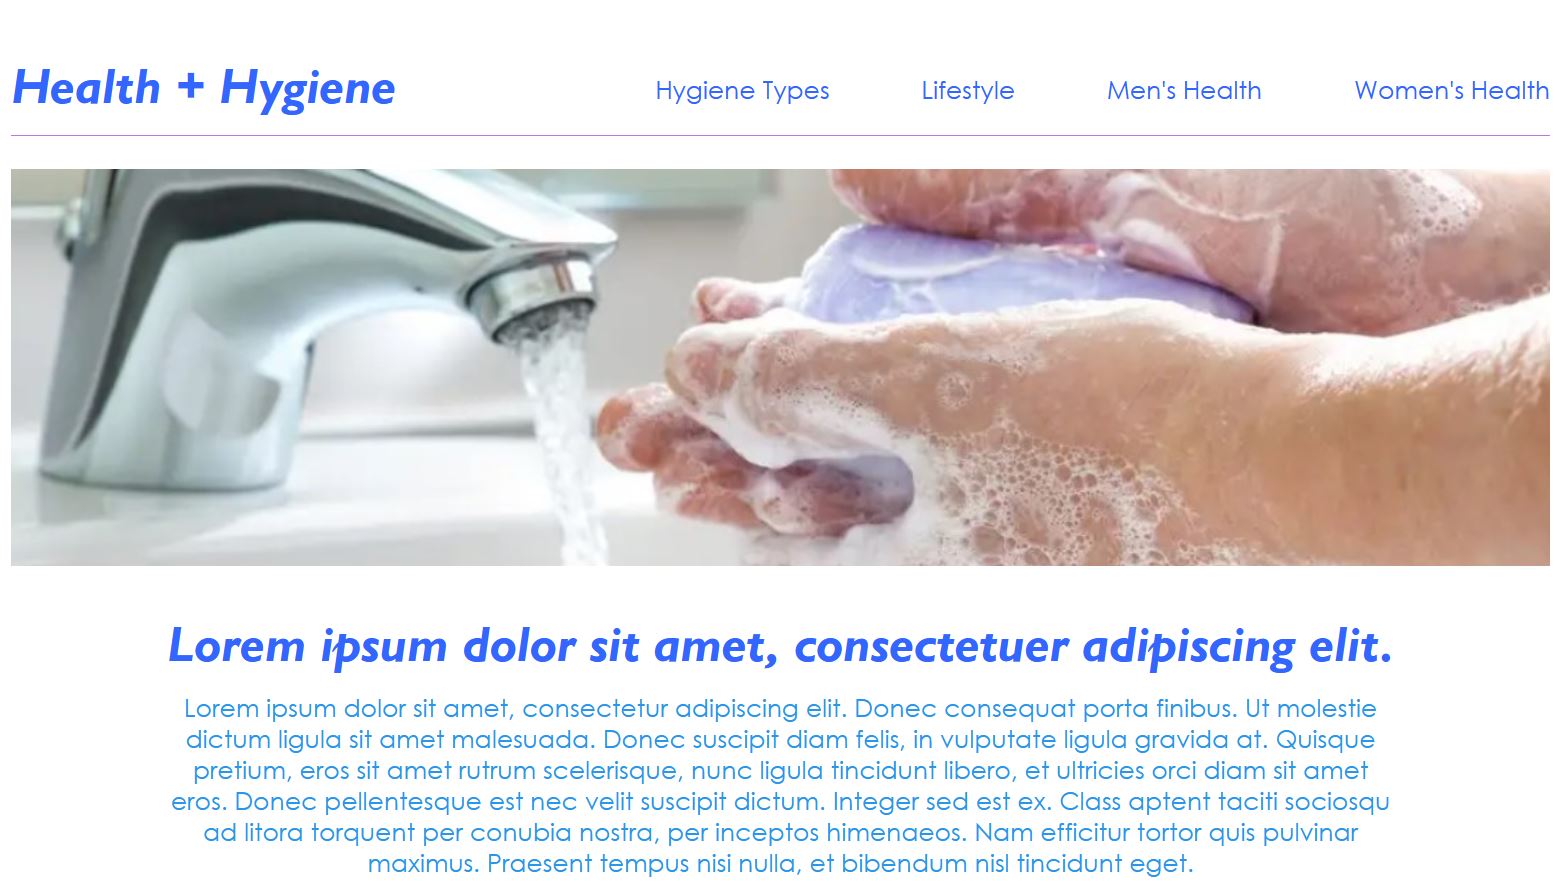 Health + Hygiene
Hygiene Types Lifestyle Men's Health Women's Health
Lorem ipsum dolor sit amet, consectetuer adipiscing elit.
Lorem ipsum dolor sit amet, consectetur adipiscing elit. Donec consequat porta finibus. Ut molestie
dictum ligula sit amet malesuada. Donec suscipit diam felis, in vulputate ligula gravida at. Quisque
pretium, eros sit amet rutrum scelerisque, nunc ligula tincidunt libero, et ultricies orci diam sit amet
eros. Donec pellentesque est nec velit suscipit dictum. Integer sed est ex. Class aptent taciti sociosqu
ad litora torquent per conubia nostra, per inceptos himenaeos. Nam efficitur tortor quis pulvinar
maximus. Praesent tempus nisi nulla, et bibendum nisl tincidunt eget.